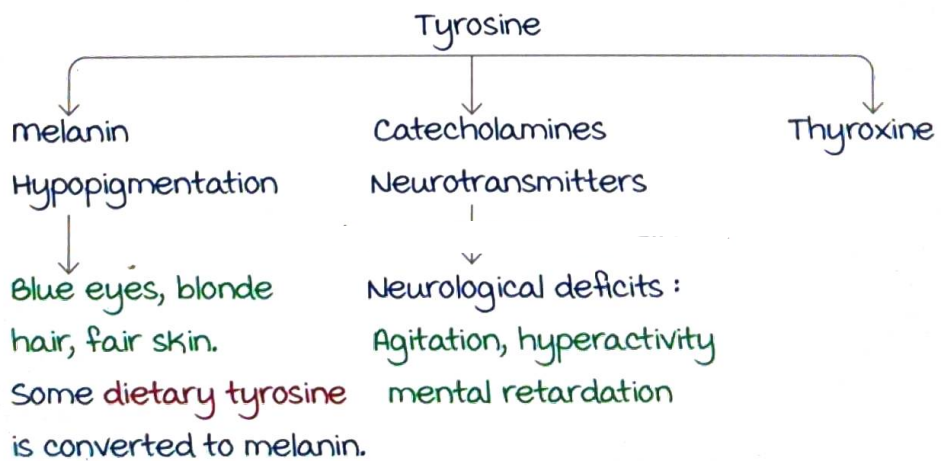 Tyrosine
melanin
Hypopigmentation
Blue eyes, blonde
hair, fair skin.
Some dietary tyrosine
is converted to melanin.
Catecholamines
Neurotransmitters
Neurological deficits :
Agitation, hyperactivity
mental retardation
Thyroxine